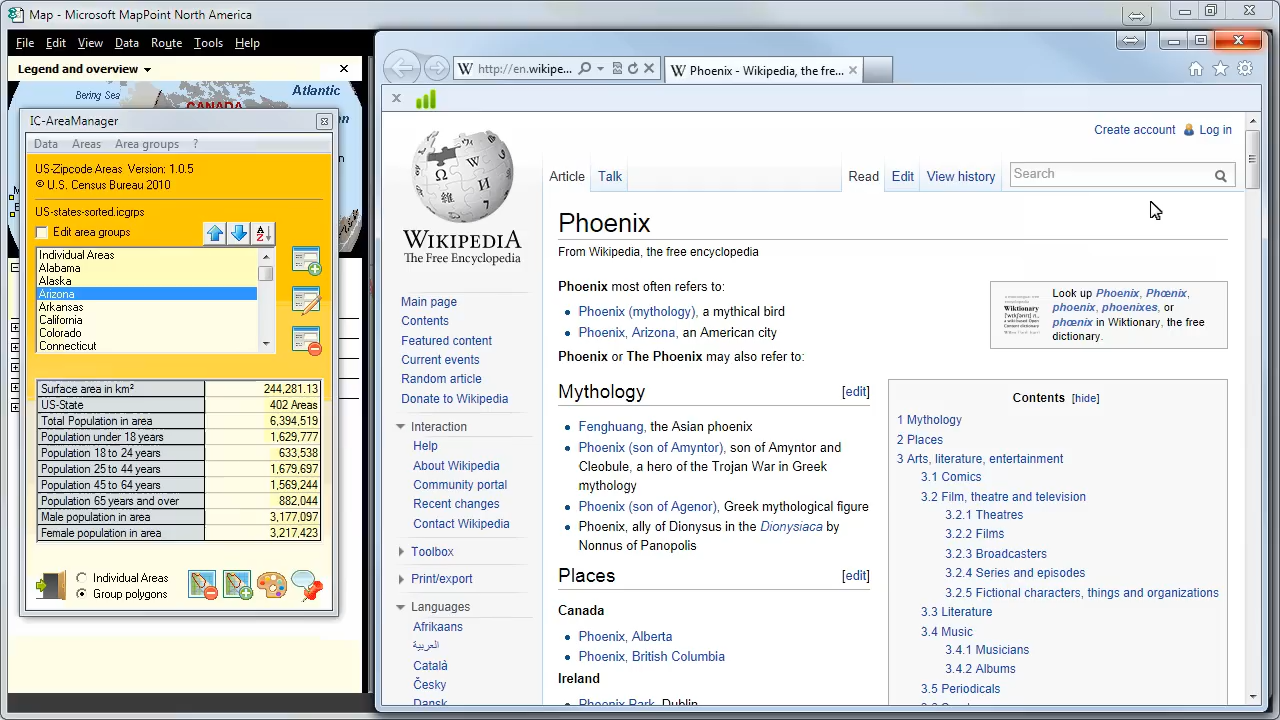 Map - Microsoft MapPoint North America
File Edit View Data Route Tools Help
Legend and overview
Bering Sea
CANADA
Atlantic
IC-AreaManager
Data Areas Area groups ?
US-Zipcode Areas Version: 1.0.5
© U.S. Census Bureau 2010
US-states-sorted.icgrps
Edit area groups
Individual Areas
Alabama
Alaska
Arizona
Arkansas
California
Colorado
Connecticut
Surface area in km² 244,281.13
US-State 402 Areas
Total Population in area 6,394,519
Population under 18 years 1,629,777
Population 18 to 24 years 633,538
Population 25 to 44 years 1,679,697
Population 45 to 64 years 1,569,244
Population 65 years and over 882,044
Male population in area 3,177,097
Female population in area 3,217,423
Individual Areas
Group polygons
http://en.wikipe...
Phoenix - Wikipedia, the fre...
Create account Log in
Article Talk Read Edit View history Search
WIKIPEDIA
The Free Encyclopedia
Main page
Contents
Featured content
Current events
Random article
Donate to Wikipedia
Interaction
Help
About Wikipedia
Community portal
Recent changes
Contact Wikipedia
Toolbox
Print/export
Languages
Afrikaans
العربية
Català
Česky
Dansk
Phoenix
From Wikipedia, the free encyclopedia
Phoenix most often refers to:
Phoenix (mythology), a mythical bird
Phoenix, Arizona, an American city
Phoenix or The Phoenix may also refer to:
Mythology [edit]
Fenghuang, the Asian phoenix
Phoenix (son of Amyntor), son of Amyntor and
Cleobule, a hero of the Trojan War in Greek
mythology
Phoenix (son of Agenor), Greek mythological figure
Phoenix, ally of Dionysus in the Dionysiaca by
Nonnus of Panopolis
Places [edit]
Canada
Phoenix, Alberta
Phoenix, British Columbia
Ireland
Phoenix Park, Dublin
Look up Phoenix, Phœnix,
phoenix, phoenixes, or
phœnix in Wiktionary, the free
dictionary.
Wiktionary
Contents [hide]
1 Mythology
2 Places
3 Arts, literature, entertainment
3.1 Comics
3.2 Film, theatre and television
3.2.1 Theatres
3.2.2 Films
3.2.3 Broadcasters
3.2.4 Series and episodes
3.2.5 Fictional characters, things and organizations
3.3 Literature
3.4 Music
3.4.1 Musicians
3.4.2 Albums
3.5 Periodicals